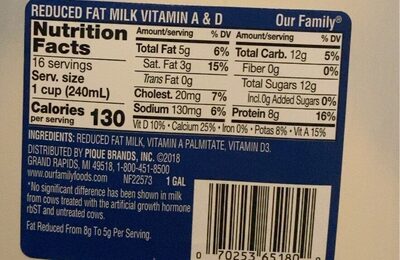 REDUCED FAT MILK VITAMIN A & D Our Family®
Nutrition Facts
16 servings
Serv. size
1 cup (240mL)
Calories 130
per serving
Amount/serving % DV
Total Fat 5g 6%
Sat. Fat 3g 15%
Trans Fat 0g
Cholest. 20mg 7%
Sodium 130mg 6%
Amount/serving % DV
Total Carb. 12g 5%
Fiber 0g 0%
Total Sugars 12g
Incl.0g Added Sugars 0%
Protein 8g 16%
Vit D 10% • Calcium 25% • Iron 0% • Potas 8% • Vit A 15%
INGREDIENTS: REDUCED FAT MILK, VITAMIN A PALMITATE, VITAMIN D3.
DISTRIBUTED BY PIQUE BRANDS, INC. ©2018
GRAND RAPIDS, MI 49518, 1-800-451-8500
www.ourfamilyfoods.com NF22573 1 GAL
*No significant difference has been shown in milk
from cows treated with the artificial growth hormone
rbST and untreated cows.
Fat Reduced From 8g To 5g Per Serving.
0 70253 65180 0